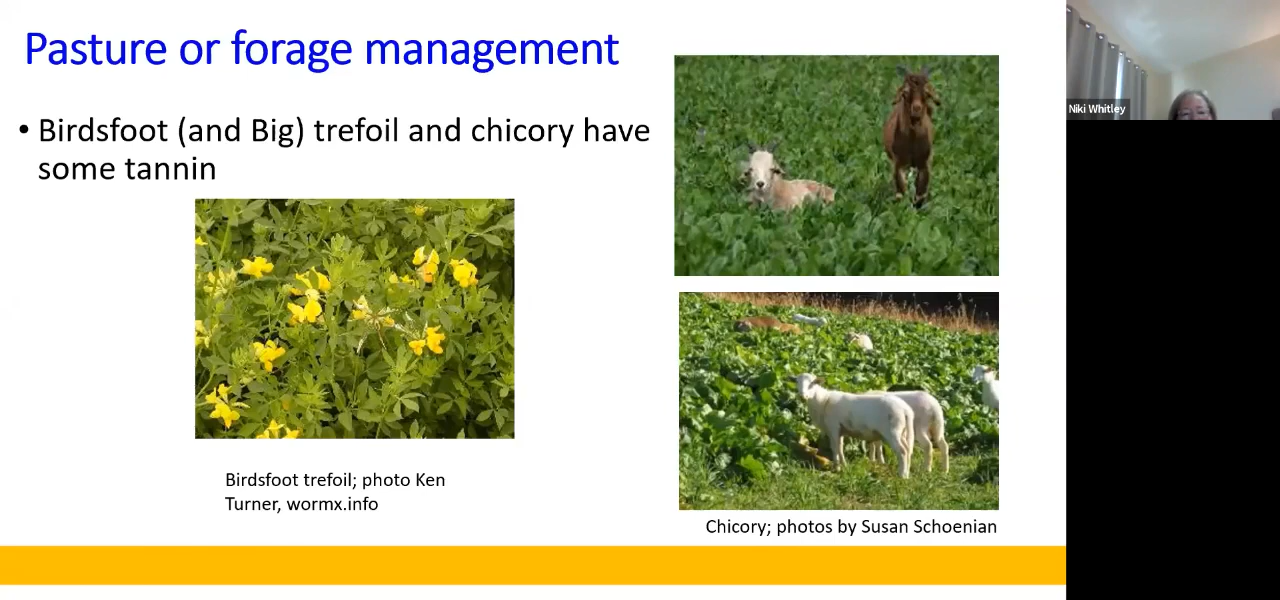 Pasture or forage management
• Birdsfoot (and Big) trefoil and chicory have
some tannin
Birdsfoot trefoil; photo Ken
Turner, wormx.info
Chicory; photos by Susan Schoenian
Niki Whitley